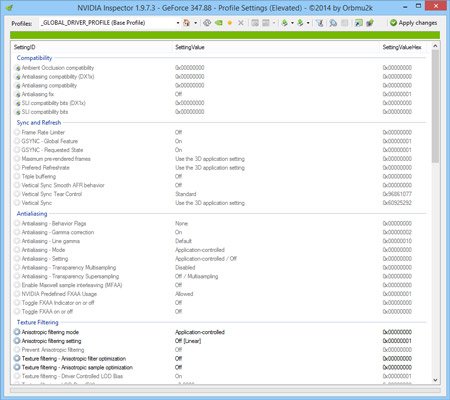 NVIDIA Inspector 1.9.7.3 - GeForce 347.88 - Profile Settings (Elevated) - ©2014 by Orbmu2k
Profiles: _GLOBAL_DRIVER_PROFILE (Base Profile) Apply changes
SettingID SettingValue SettingValueHex
Compatibility
Ambient Occlusion compatibility 0x00000000 0x00000000
Antialiasing compatibility (DX1x) 0x00000000 0x00000000
Antialiasing compatibility 0x00000000 0x00000000
Antialiasing fix Off 0x00000001
SLI compatibility bits (DX1x) 0x00000000 0x00000000
SLI compatibility bits 0x00000000 0x00000000
Sync and Refresh
Frame Rate Limiter Off 0x00000000
GSYNC - Global Feature On 0x00000001
GSYNC - Requested State On 0x00000001
Maximum pre-rendered frames Use the 3D application setting 0x00000000
Preferred Refreshrate Use the 3D application setting 0x00000000
Triple buffering Off 0x00000000
Vertical Sync Smooth AFR behavior Off 0x00000000
Vertical Sync Tear Control Standard 0x96861077
Vertical Sync Use the 3D application setting 0x60925292
Antialiasing
Antialiasing - Behavior Flags None 0x00000000
Antialiasing - Gamma correction On 0x00000002
Antialiasing - Line gamma Default 0x00000010
Antialiasing - Mode Application-controlled 0x00000000
Antialiasing - Setting Application-controlled / Off 0x00000000
Antialiasing - Transparency Multisampling Disabled 0x00000000
Antialiasing - Transparency Supersampling Off / Multisampling 0x00000000
Enable Maxwell sample interleaving (MFAA) Off 0x00000000
NVIDIA Predefined FXAA Usage Allowed 0x00000001
Toggle FXAA Indicator on or off Off 0x00000000
Toggle FXAA on or off Off 0x00000000
Texture Filtering
Anisotropic filtering mode Application-controlled 0x00000000
Anisotropic filtering setting Off [Linear] 0x00000001
Prevent Anisotropic filtering Off 0x00000000
Texture filtering - Anisotropic filter optimization Off 0x00000000
Texture filtering - Anisotropic sample optimization Off 0x00000000
Texture filtering - Driver Controlled LOD Bias On 0x00000001